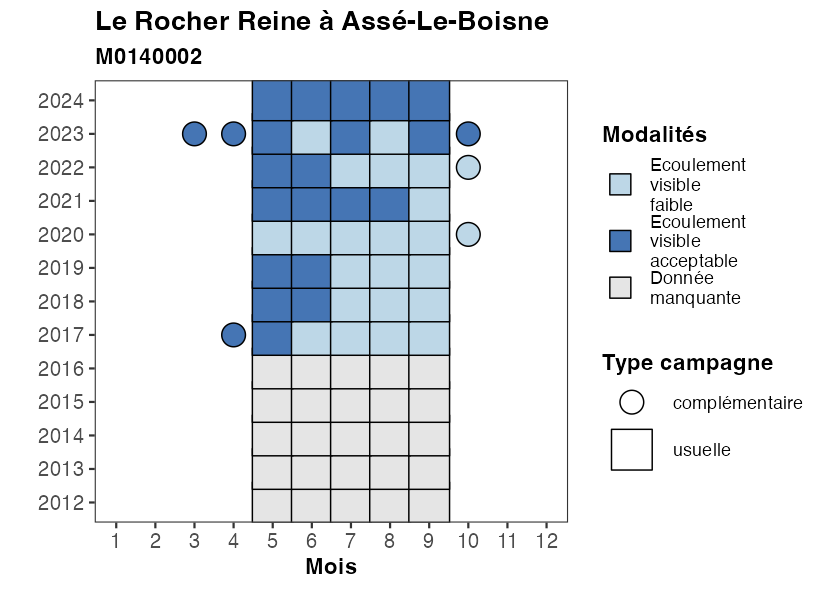 Le Rocher Reine à Assé-Le-Boisne
M0140002
2024
2023
2022
2021
2020
2019
2018
2017
2016
2015
2014
2013
2012
1 2 3 4 5 6 7 8 9 10 11 12
Mois
Modalités
Ecoulement
visible
faible
Ecoulement
visible
acceptable
Donnée
manquante
Type campagne
complémentaire
usuelle